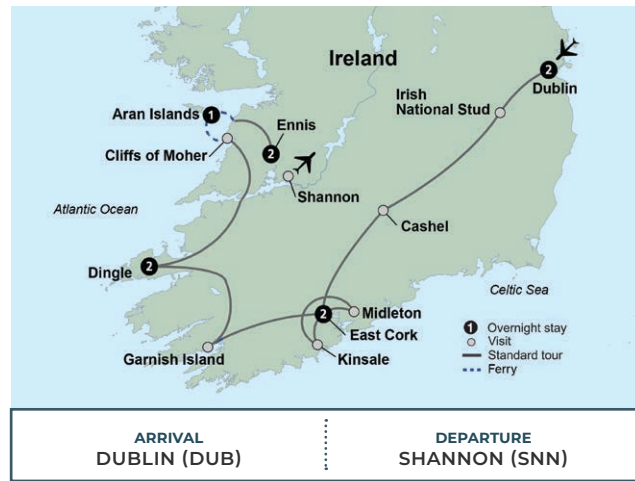 Ireland
2
Dublin
Irish
National Stud
Aran Islands
1
Ennis
2
Cliffs of Moher
Shannon
Atlantic Ocean
Cashel
Dingle
2
Celtic Sea
Midleton
2
East Cork
Garnish Island
Kinsale
1 Overnight stay
Visit
Standard tour
Ferry
ARRIVAL
DUBLIN (DUB)
DEPARTURE
SHANNON (SNN)